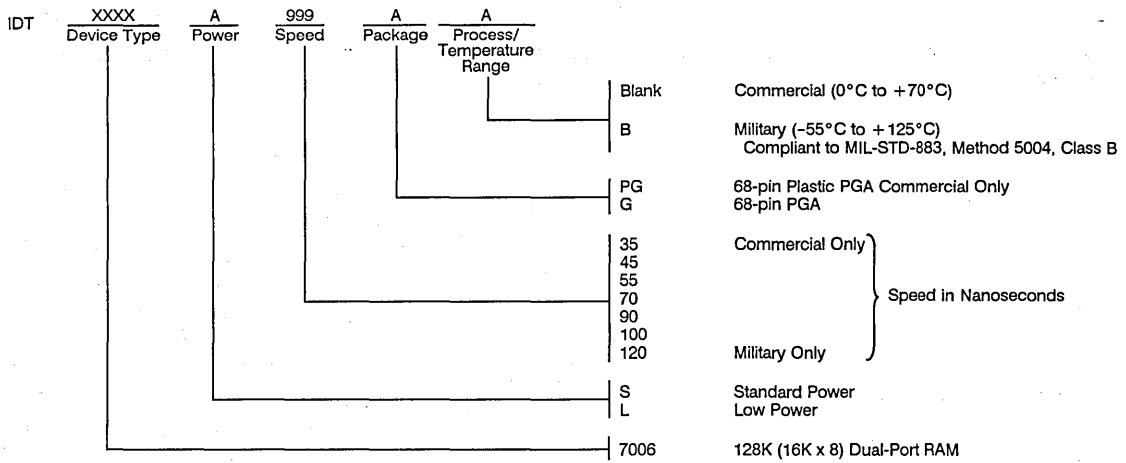 IDT XXXX A 999 A A
Device Type Power Speed Package Process/
Temperature
Range
Blank Commercial (0°C to +70°C)
B Military (–55°C to +125°C)
Compliant to MIL-STD-883, Method 5004, Class B
PG 68-pin Plastic PGA Commercial Only
G 68-pin PGA
35 Commercial Only
45
55
70 Speed in Nanoseconds
90
100
120 Military Only
S Standard Power
L Low Power
7006 128K (16K x 8) Dual-Port RAM